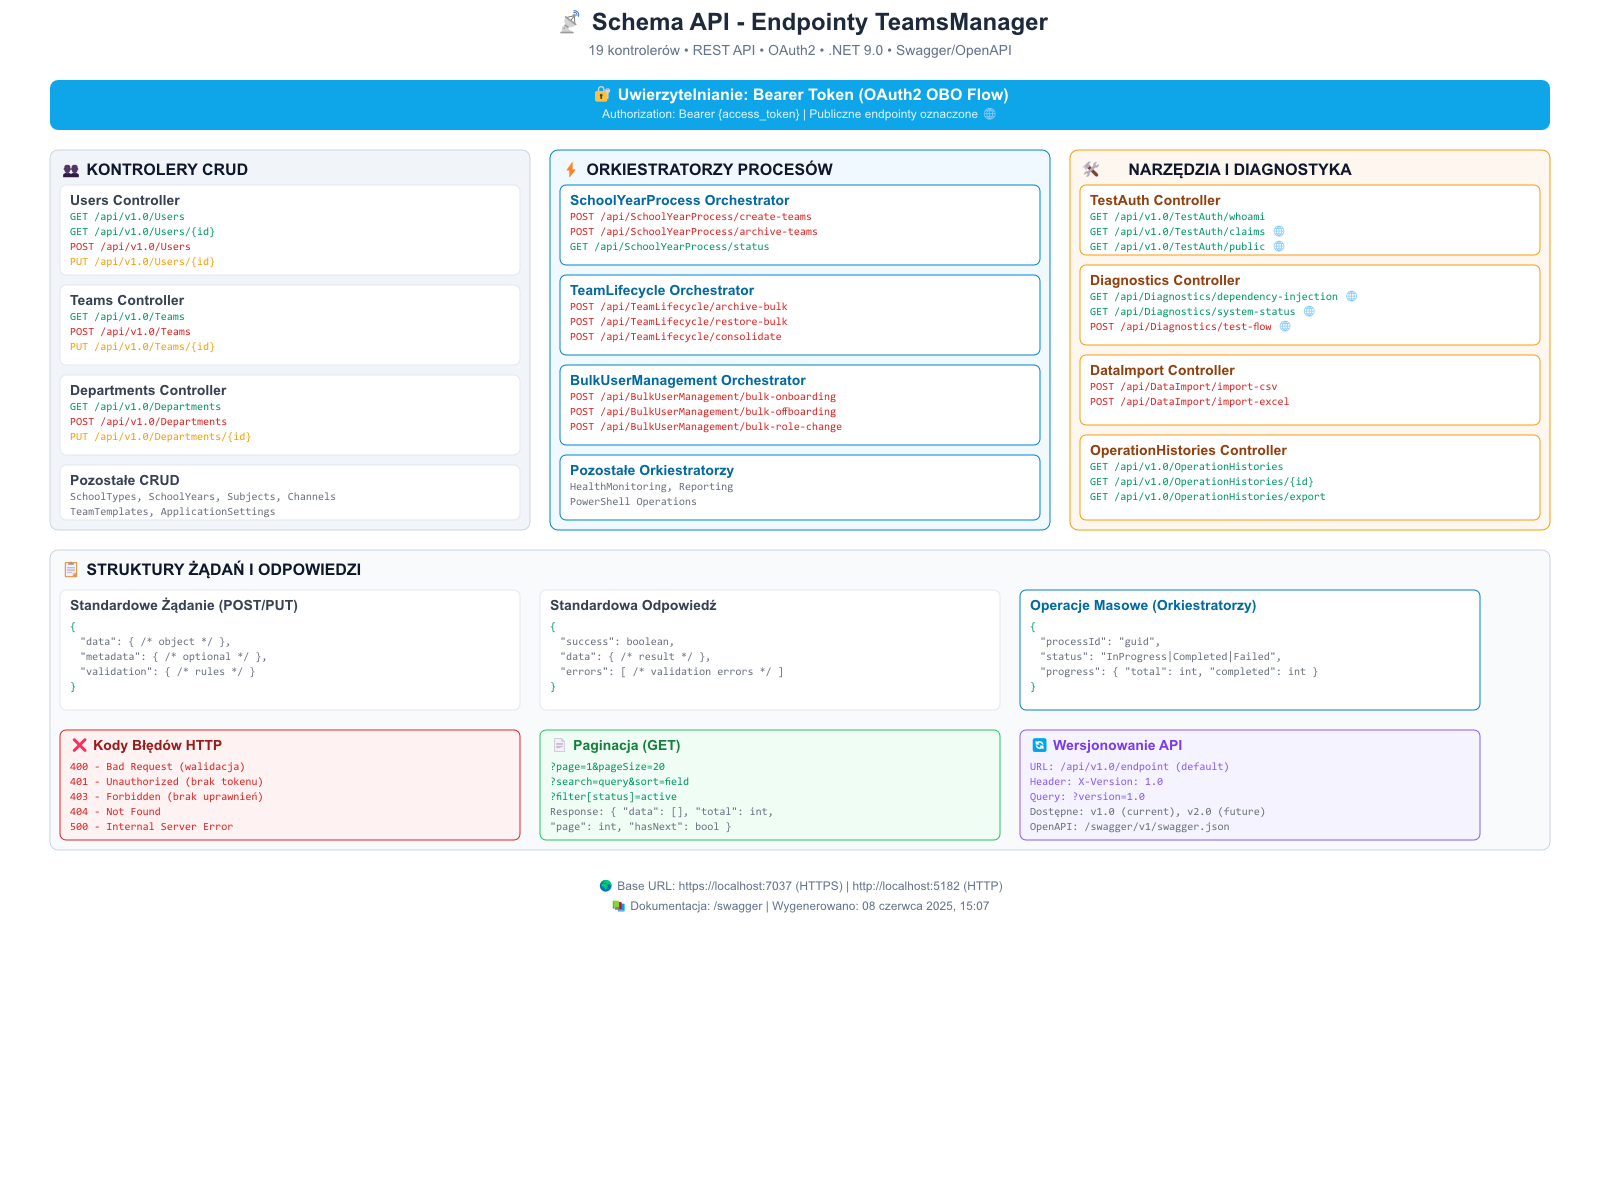 Schema API - Endpointy TeamsManager
19 kontrolerów • REST API • OAuth2 • .NET 9.0 • Swagger/OpenAPI
Uwierzytelnianie: Bearer Token (OAuth2 OBO Flow)
Authorization: Bearer {access_token} | Publiczne endpointy oznaczone 🌐
KONTROLERY CRUD
Users Controller
GET /api/v1.0/Users
GET /api/v1.0/Users/{id}
POST /api/v1.0/Users
PUT /api/v1.0/Users/{id}
Teams Controller
GET /api/v1.0/Teams
POST /api/v1.0/Teams
PUT /api/v1.0/Teams/{id}
Departments Controller
GET /api/v1.0/Departments
POST /api/v1.0/Departments
PUT /api/v1.0/Departments/{id}
Pozostałe CRUD
SchoolTypes, SchoolYears, Subjects, Channels
TeamTemplates, ApplicationSettings
ORKIESTRATORZY PROCESÓW
SchoolYearProcess Orchestrator
POST /api/SchoolYearProcess/create-teams
POST /api/SchoolYearProcess/archive-teams
GET /api/SchoolYearProcess/status
TeamLifecycle Orchestrator
POST /api/TeamLifecycle/archive-bulk
POST /api/TeamLifecycle/restore-bulk
POST /api/TeamLifecycle/consolidate
BulkUserManagement Orchestrator
POST /api/BulkUserManagement/bulk-onboarding
POST /api/BulkUserManagement/bulk-offboarding
POST /api/BulkUserManagement/bulk-role-change
Pozostałe Orkiestratorzy
HealthMonitoring, Reporting
PowerShell Operations
NARZĘDZIA I DIAGNOSTYKA
TestAuth Controller
GET /api/v1.0/TestAuth/whoami
GET /api/v1.0/TestAuth/claims 🌐
GET /api/v1.0/TestAuth/public 🌐
Diagnostics Controller
GET /api/Diagnostics/dependency-injection 🌐
GET /api/Diagnostics/system-status 🌐
POST /api/Diagnostics/test-flow 🌐
DataImport Controller
POST /api/DataImport/import-csv
POST /api/DataImport/import-excel
OperationHistories Controller
GET /api/v1.0/OperationHistories
GET /api/v1.0/OperationHistories/{id}
GET /api/v1.0/OperationHistories/export
STRUKTURY ŻĄDAŃ I ODPOWIEDZI
Standardowe Żądanie (POST/PUT)
{
"data": { /* object */ },
"metadata": { /* optional */ },
"validation": { /* rules */ }
}
Standardowa Odpowiedź
{
"success": boolean,
"data": { /* result */ },
"errors": [ /* validation errors */ ]
}
Operacje Masowe (Orkiestratorzy)
{
"processId": "guid",
"status": "InProgress|Completed|Failed",
"progress": { "total": int, "completed": int }
}
Kody Błędów HTTP
400 - Bad Request (walidacja)
401 - Unauthorized (brak tokenu)
403 - Forbidden (brak uprawnień)
404 - Not Found
500 - Internal Server Error
Paginacja (GET)
?page=1&pageSize=20
?search=query&sort=field
?filter[status]=active
Response: { "data": [], "total": int,
"page": int, "hasNext": bool }
Wersjonowanie API
URL: /api/v1.0/endpoint (default)
Header: X-Version: 1.0
Query: ?version=1.0
Dostępne: v1.0 (current), v2.0 (future)
OpenAPI: /swagger/v1/swagger.json
Base URL: https://localhost:7037 (HTTPS) | http://localhost:5182 (HTTP)
Dokumentacja: /swagger | Wygenerowano: 08 czerwca 2025, 15:07